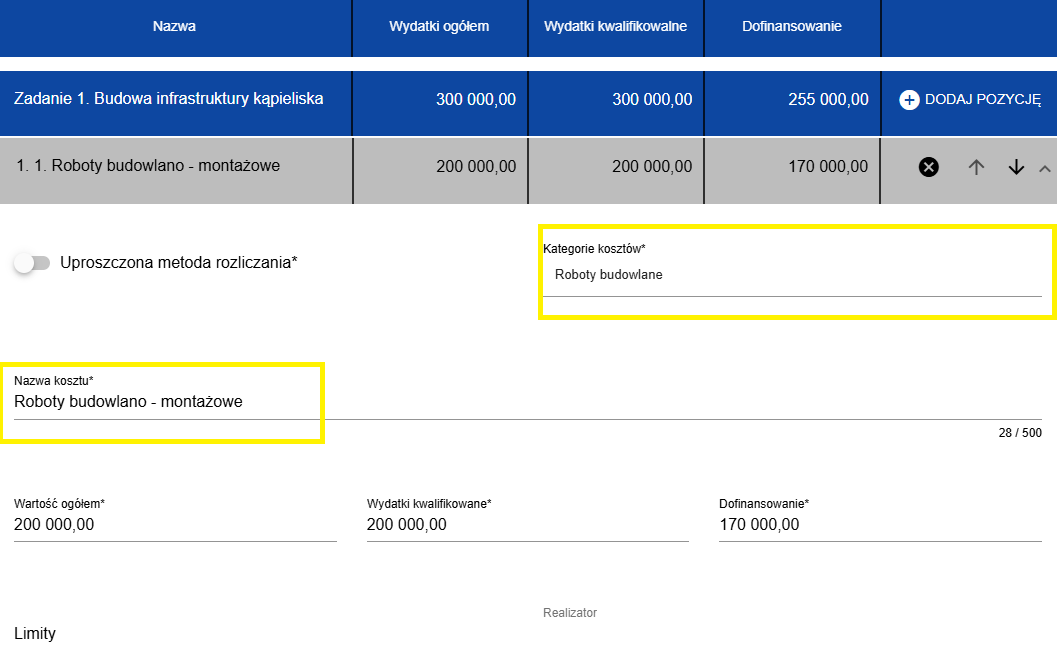 Nazwa Wydatki ogółem Wydatki kwalifikowalne Dofinansowanie
Zadanie 1. Budowa infrastruktury kąpieliska 300 000,00 300 000,00 255 000,00 DODAJ POZYCJĘ
1. 1. Roboty budowlano - montażowe 200 000,00 200 000,00 170 000,00
Uproszczona metoda rozliczania*
Kategorie kosztów*
Roboty budowlane
Nazwa kosztu*
Roboty budowlano - montażowe
28 / 500
Wartość ogółem* Wydatki kwalifikowane* Dofinansowanie*
200 000,00 200 000,00 170 000,00
Realizator
Limity